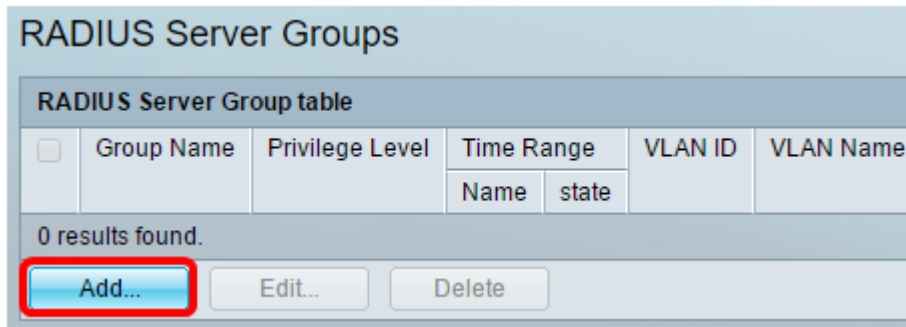 RADIUS Server Groups
RADIUS Server Group table
Group Name Privilege Level Time Range VLAN ID VLAN Name
Name state
0 results found.
Add... Edit... Delete